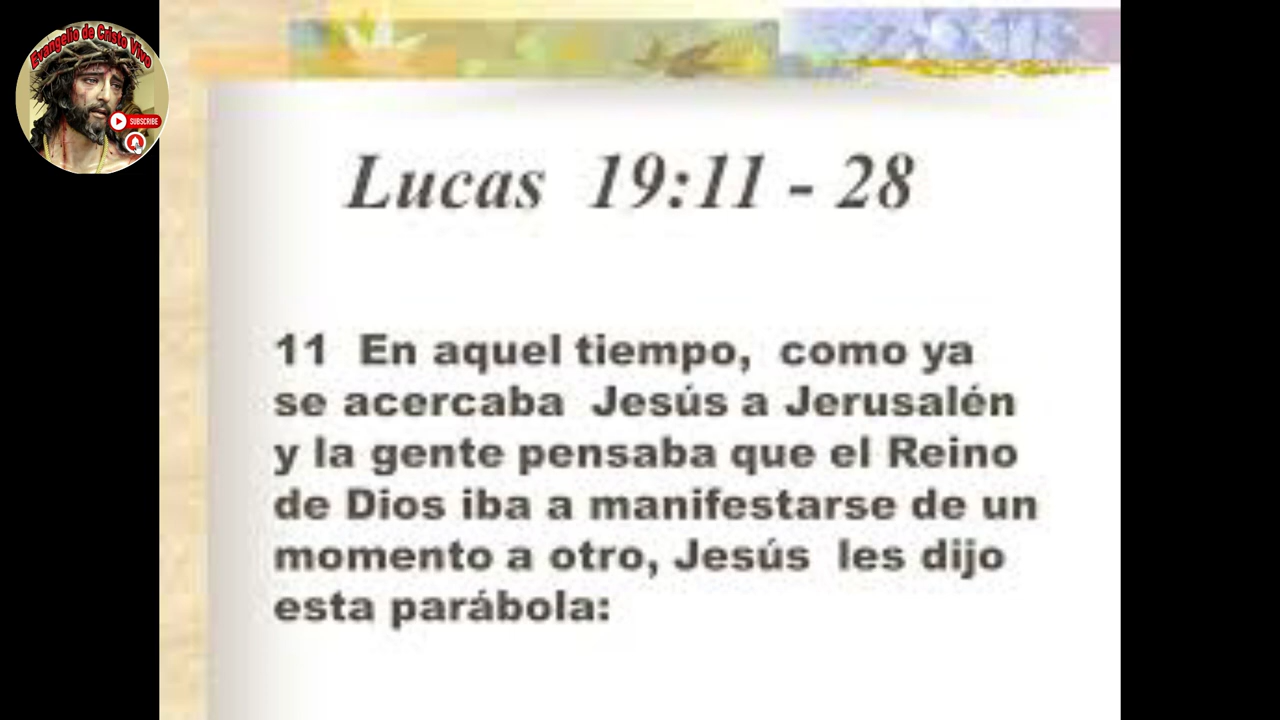 Evangelio de Cristo Vivo
SUBSCRIBE
Lucas 19:11 - 28
11 En aquel tiempo, como ya
se acercaba Jesús a Jerusalén
y la gente pensaba que el Reino
de Dios iba a manifestarse de un
momento a otro, Jesús les dijo
esta parábola: